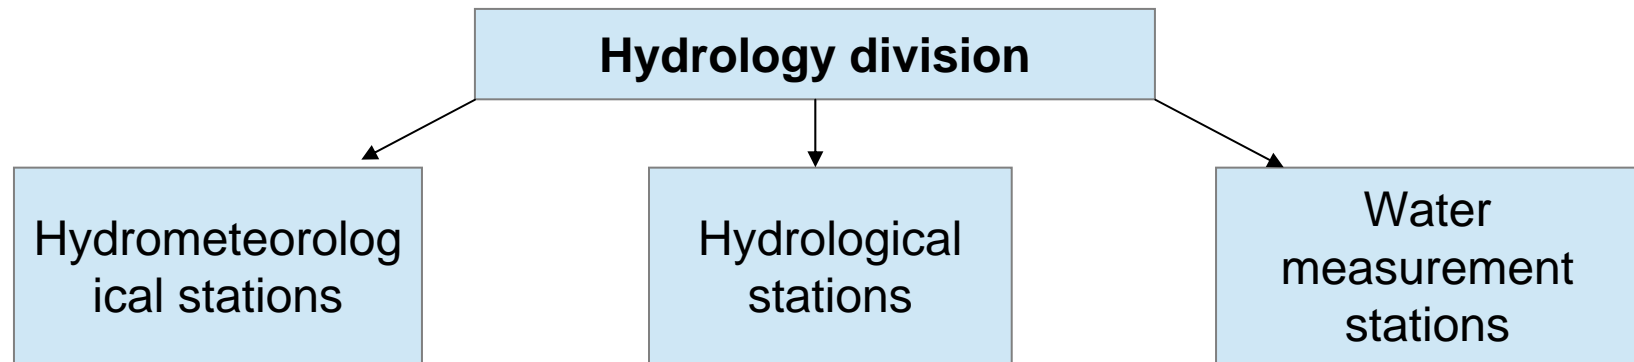 Hydrology division
Hydrometeorolog
ical stations
Hydrological
stations
Water
measurement
stations